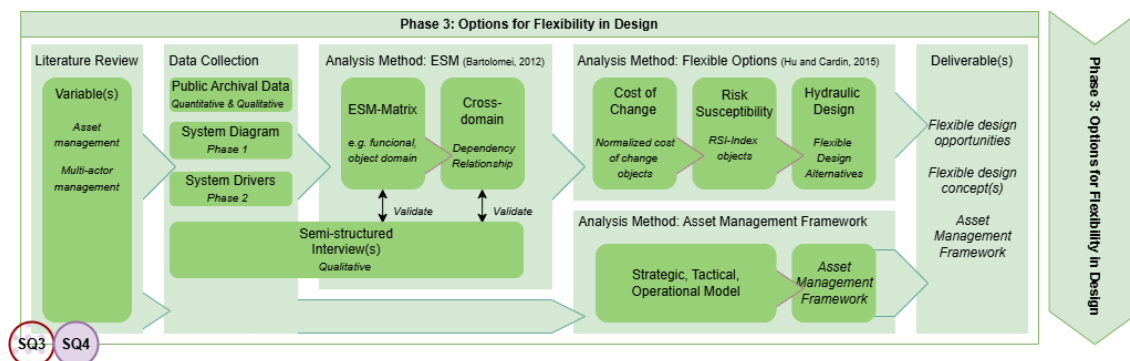 Phase 3: Options for Flexibility in Design
Literature Review
Variable(s)
Asset
management
Multi-actor
management
Data Collection
Public Archival Data
Quantitative & Qualitative
System Diagram
Phase 1
System Drivers
Phase 2
Analysis Method: ESM (Bartolomei, 2012)
ESM-Matrix
e.g. funcional,
object domain
Cross-
domain
Dependency
Relationship
Validate
Validate
Semi-structured
Interview(s)
Qualitative
Analysis Method: Flexible Options (Hu and Cardin, 2015)
Cost of
Change
Normalized cost
of change
objects
Risk
Susceptibility
RSI-Index
objects
Hydraulic
Design
Flexible
Design
Alternatives
Analysis Method: Asset Management Framework
Strategic, Tactical,
Operational Model
Asset
Management
Framework
Deliverable(s)
Flexible design
opportunities
Flexible design
concept(s)
Asset
Management
Framework
SQ3
SQ4
Phase 3: Options for Flexibility in Design